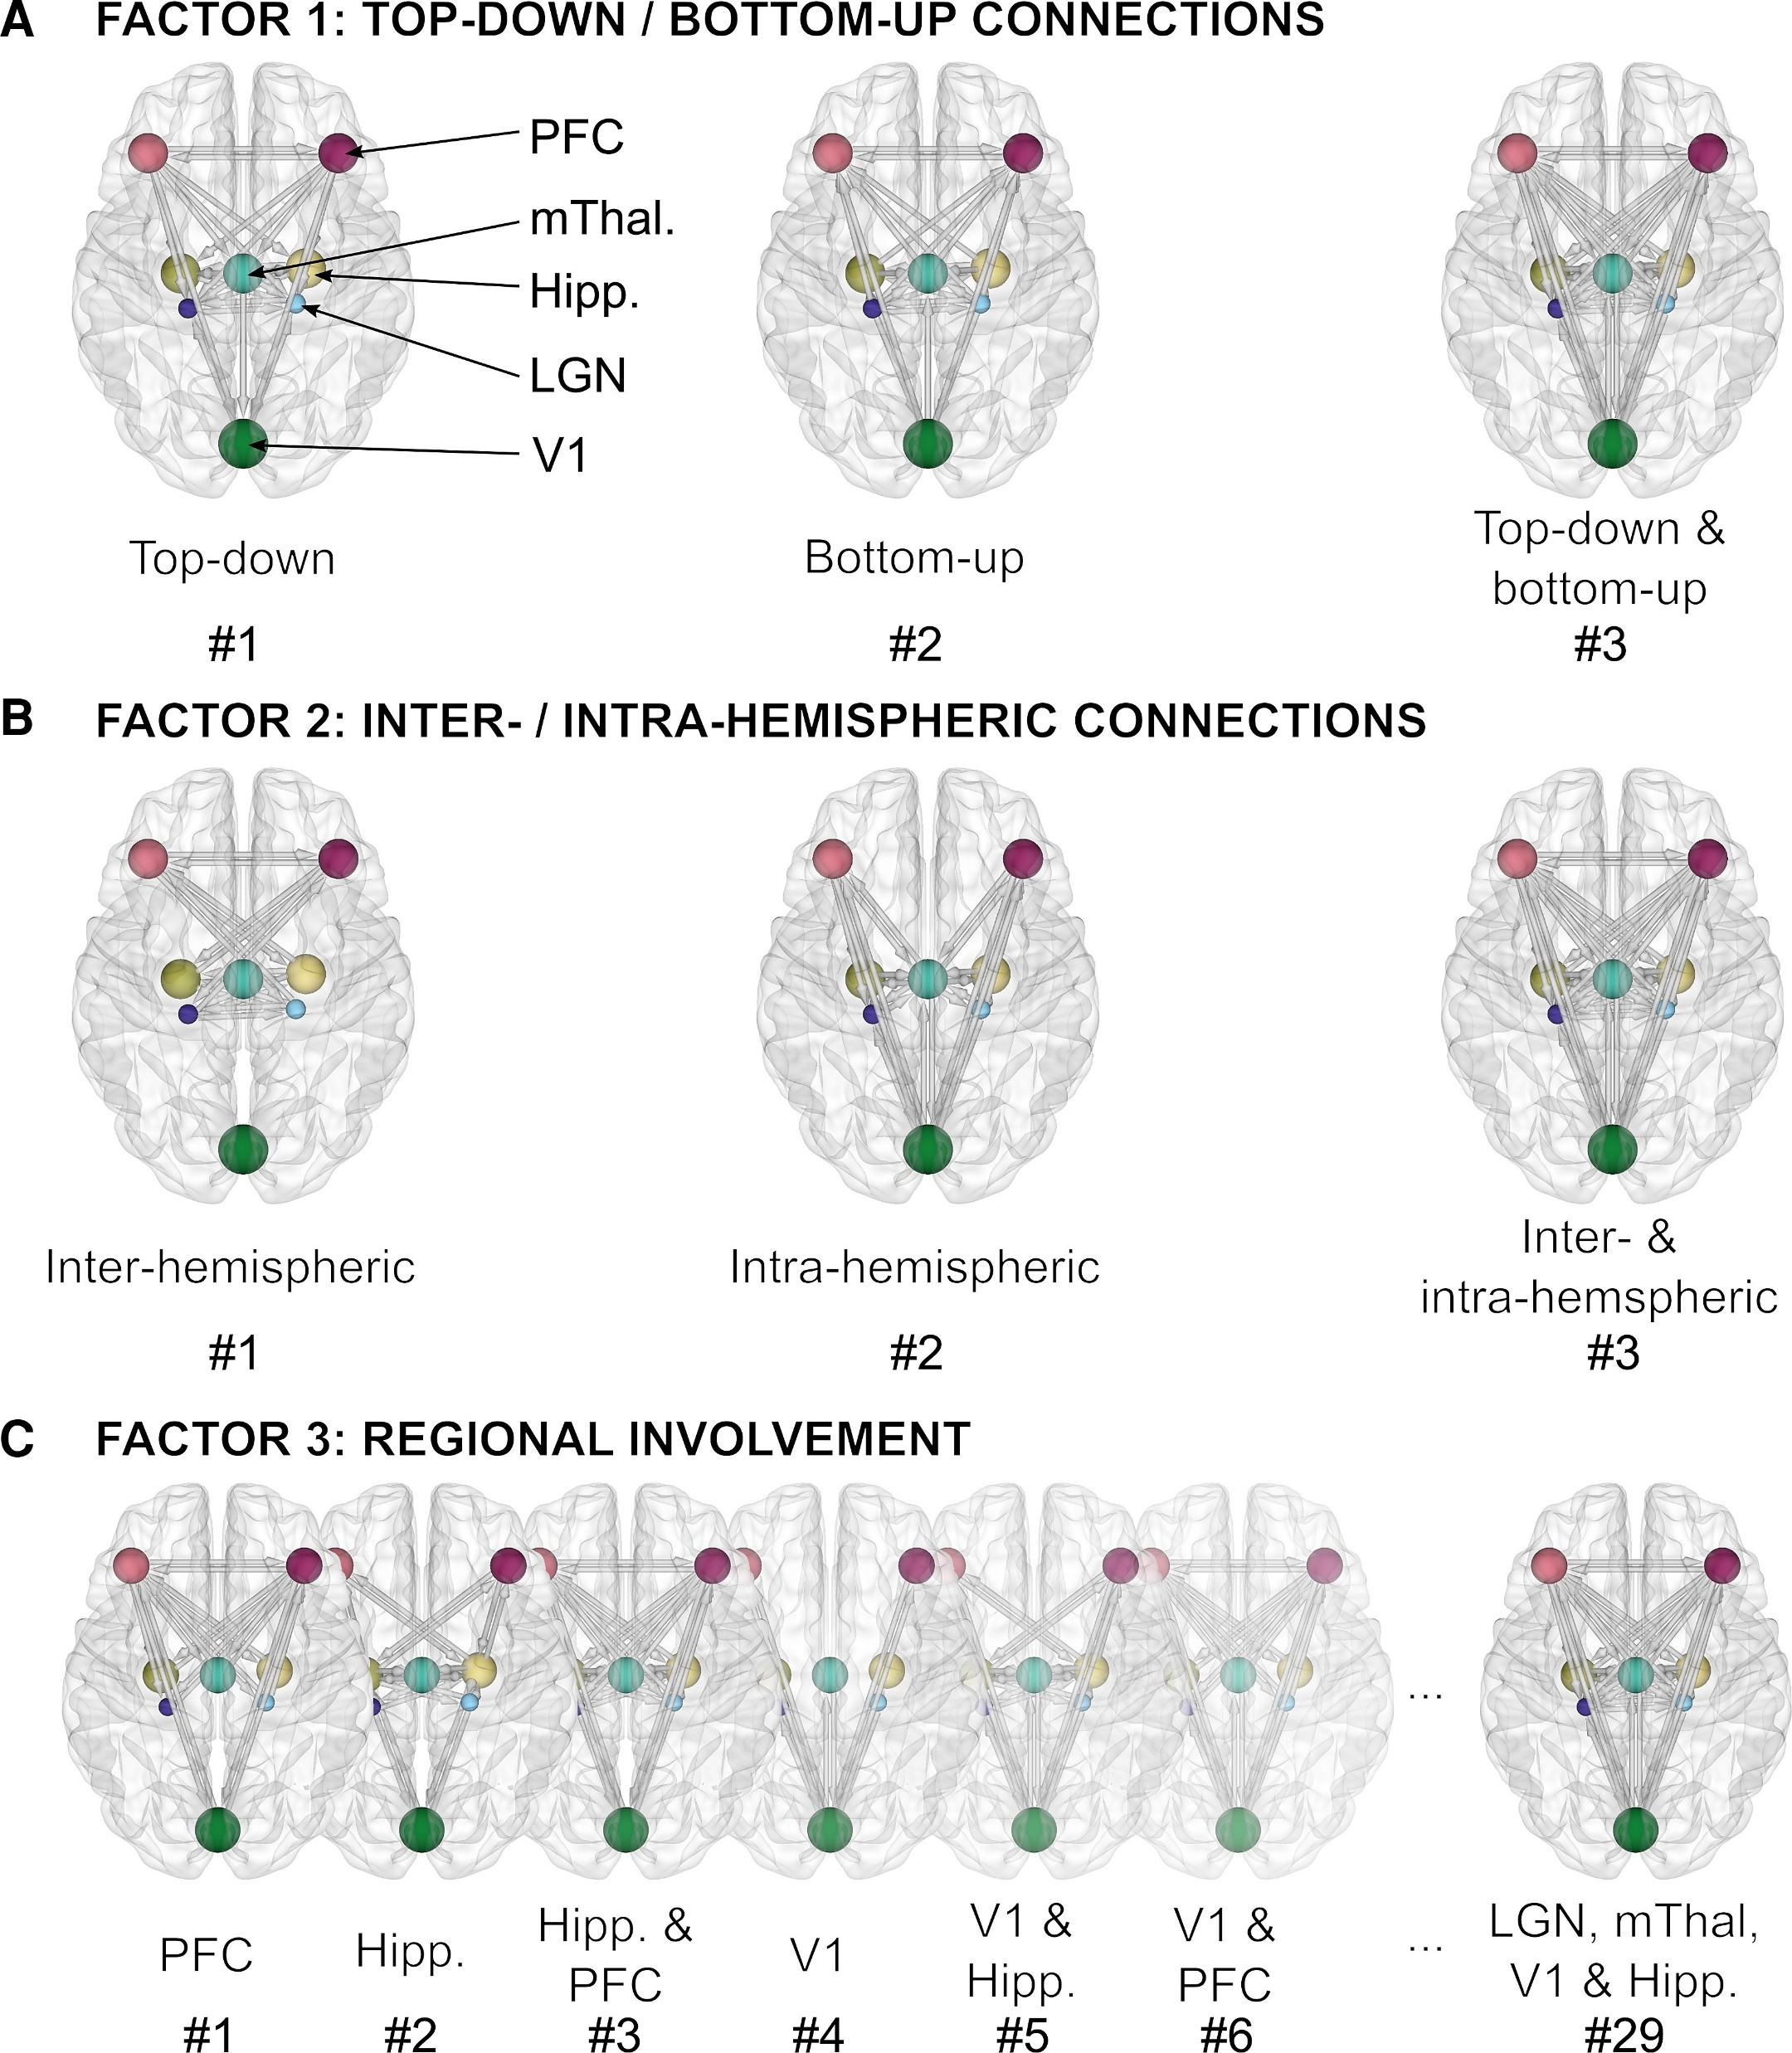 A FACTOR 1: TOP-DOWN / BOTTOM-UP CONNECTIONS
PFC
mThal.
Hipp.
LGN
V1
Top-down
#1
Bottom-up
#2
Top-down &
bottom-up
#3
B FACTOR 2: INTER- / INTRA-HEMISPHERIC CONNECTIONS
Inter-hemispheric
#1
Intra-hemispheric
#2
Inter- &
intra-hemspheric
#3
C FACTOR 3: REGIONAL INVOLVEMENT
...
PFC
#1
Hipp.
#2
Hipp. &
PFC
#3
V1
#4
V1 &
Hipp.
#5
V1 &
PFC
#6
...
LGN, mThal,
V1 & Hipp.
#29